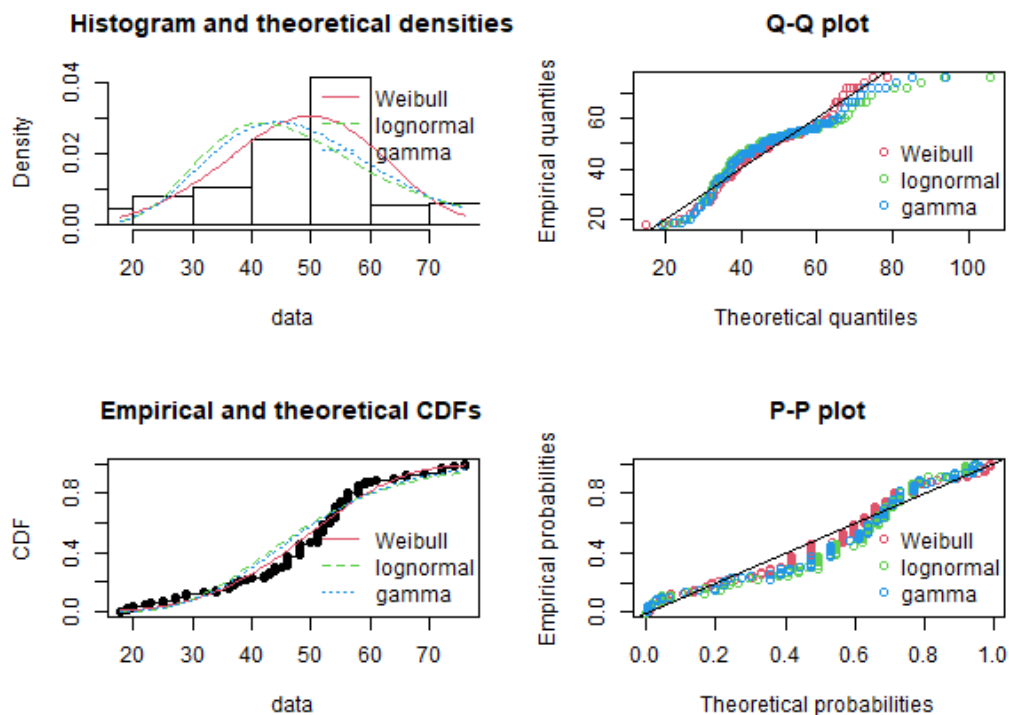 Histogram and theoretical densities
Density
0.00
0.02
0.04
Weibull
lognormal
gamma
20 30 40 50 60 70
data
Q-Q plot
Empirical quantiles
20
40
60
Weibull
lognormal
gamma
20 40 60 80 100
Theoretical quantiles
Empirical and theoretical CDFs
CDF
0.0
0.4
0.8
Weibull
lognormal
gamma
20 30 40 50 60 70
data
P-P plot
Empirical probabilities
0.0
0.4
0.8
Weibull
lognormal
gamma
0.0 0.2 0.4 0.6 0.8 1.0
Theoretical probabilities